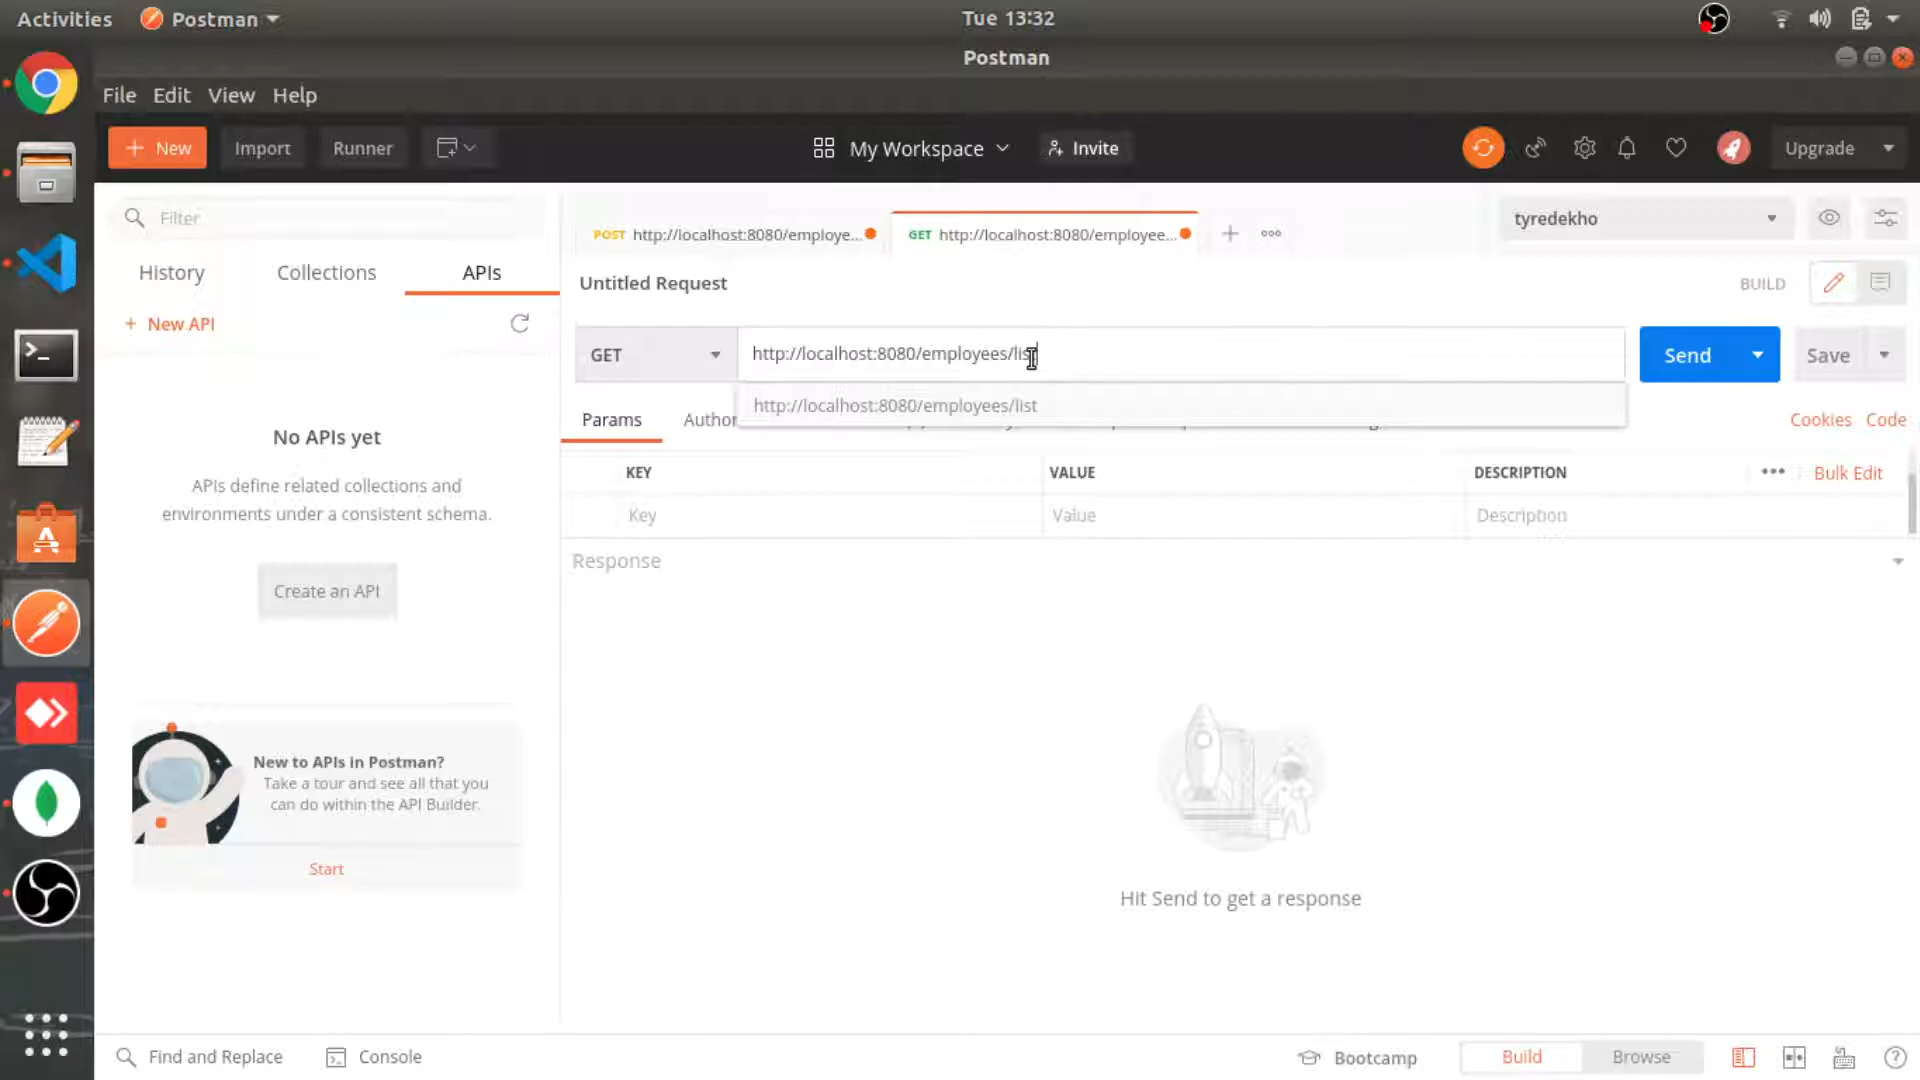 Activities
Postman
Tue 13:32
Postman
File Edit View Help
New
Import
Runner
My Workspace
Invite
Upgrade
Filter
POST http://localhost:8080/employe...
GET http://localhost:8080/employee...
tyredekho
History
Collections
APIs
Untitled Request
BUILD
+ New API
GET
http://localhost:8080/employees/list
Send
Save
http://localhost:8080/employees/list
Params
Author
Cookies
Code
No APIs yet
KEY
VALUE
DESCRIPTION
Bulk Edit
APIs define related collections and
environments under a consistent schema.
Key
Value
Description
Response
Create an API
New to APIs in Postman?
Take a tour and see all that you
can do within the API Builder.
Start
Hit Send to get a response
Find and Replace
Console
Bootcamp
Build
Browse